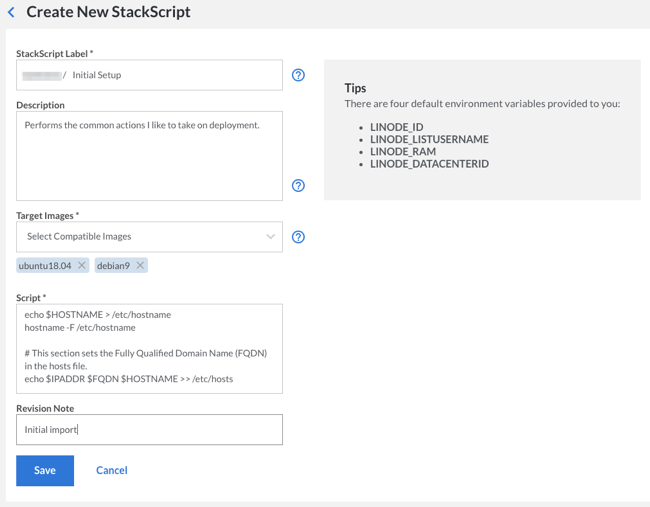 Create New StackScript
StackScript Label *
/ Initial Setup
Description
Performs the common actions I like to take on deployment.
Target Images *
Select Compatible Images
ubuntu18.04
debian9
Script *
echo $HOSTNAME > /etc/hostname
hostname -F /etc/hostname
# This section sets the Fully Qualified Domain Name (FQDN)
in the hosts file.
echo $IPADDR $FQDN $HOSTNAME >> /etc/hosts
Revision Note
Initial import
Save
Cancel
Tips
There are four default environment variables provided to you:
• LINODE_ID
• LINODE_LISTUSERNAME
• LINODE_RAM
• LINODE_DATACENTERID